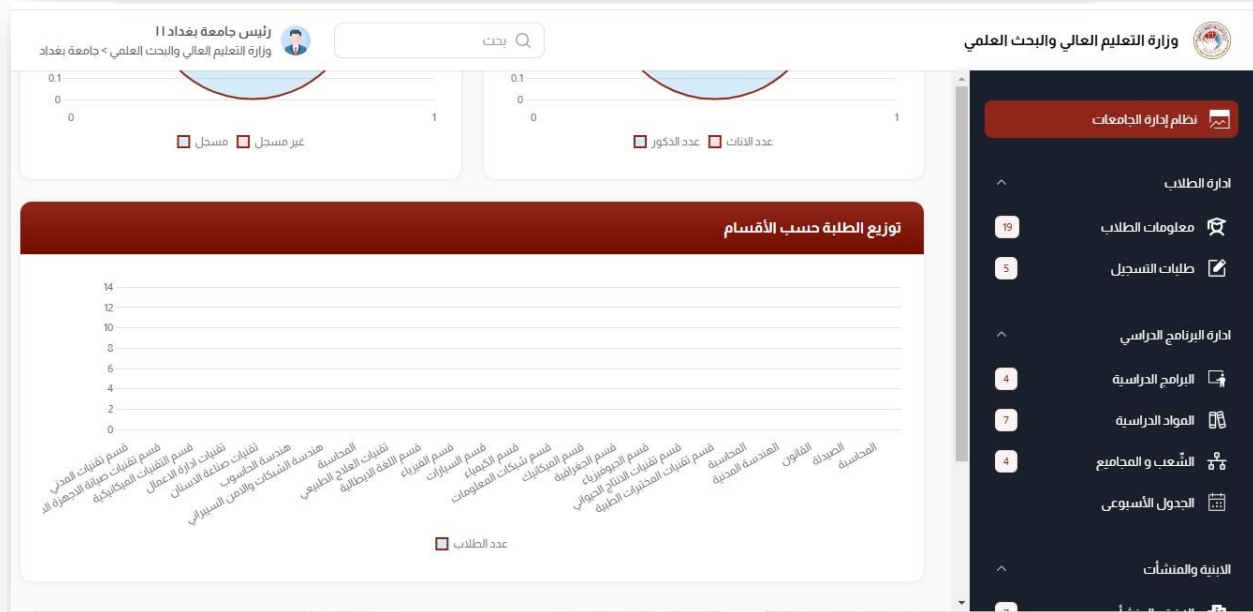 وزارة التعليم العالي والبحث العلمي
بحث
رئيس جامعة بغداد ا ا
وزارة التعليم العالي والبحث العلمي > جامعة بغداد
نظام إدارة الجامعات
ادارة الطلاب
معلومات الطلاب 19
طلبات التسجيل 5
ادارة البرنامج الدراسي
البرامج الدراسية 4
المواد الدراسية 7
الشّعب و المجاميع 4
الجدول الأسبوعي
الابنية والمنشأت
0.1
0
0 1
عدد الاناث عدد الذكور
0.1
0
0 1
غير مسجل مسجل
توزيع الطلبة حسب الأقسام
14
12
10
8
6
4
2
0
قسم تقنيات المدني
قسم تقنيات صيانة الاجهزة الا
قسم التقنيات الميكانيكية
تقنيات ادارة الاعمال
تقنيات صناعة الاسنان
هندسة الحاسوب
هندسة الشبكات والامن السيبراني
المحاسبة
تقنيات العلاج الطبيعي
قسم اللغة الايطالية
قسم الفيزياء
قسم السيارات
قسم الكيمياء
قسم شبكات المعلومات
قسم الميكانيك
قسم الجغرافية
قسم الجيوفيزياء
قسم تقنيات الانتاج الحيواني
قسم تقنيات المختبرات الطبية
المحاسبة
الهندسة المدنية
القانون
الصيدلة
المحاسبة
عدد الطلاب